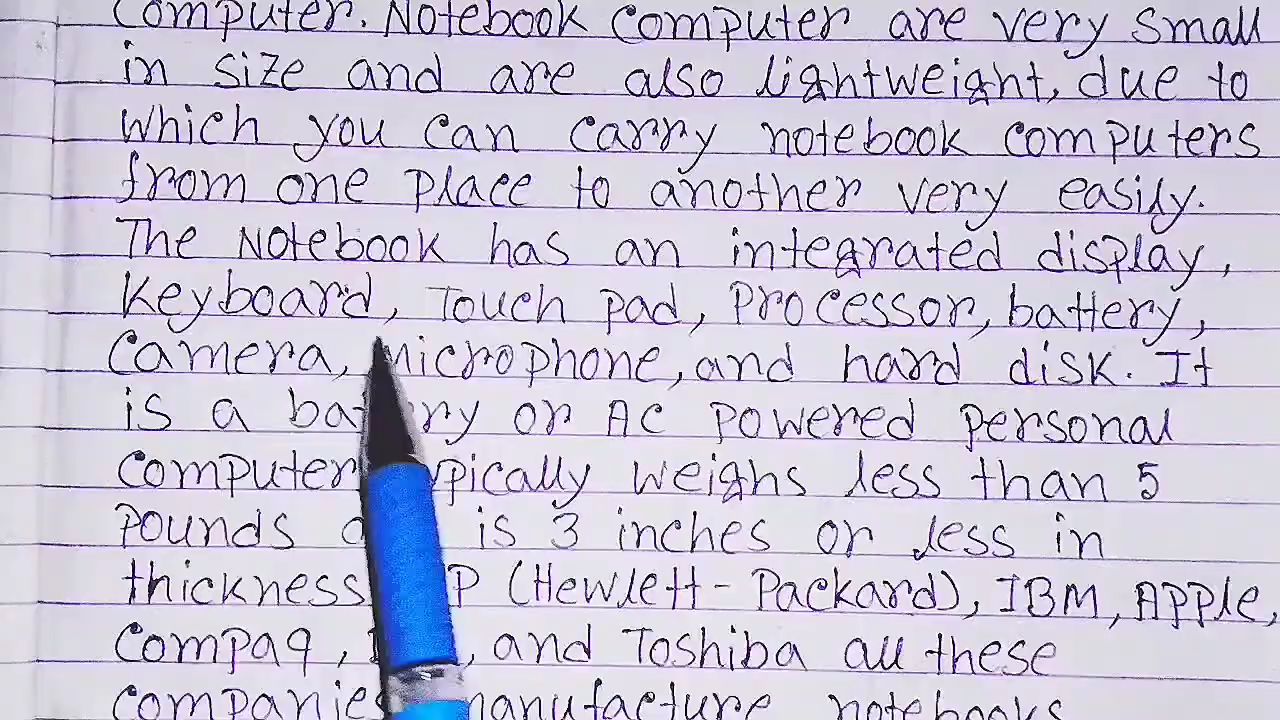 Computer. Notebook Computer are very small
in size and are also lightweight, due to
which you can carry notebook computers
from one place to another very easily.
The Notebook has an integrated display,
Keyboard, Touch pad, Processor, battery,
Camera, microphone, and hard disk. It
is a or AC powered personal
computer weighs less than 5
pounds is 3 inches or less in
thickness (Hewlett-Packard), IBM, Apple,
Compaq, and Toshiba all these
companies manufacture notebooks